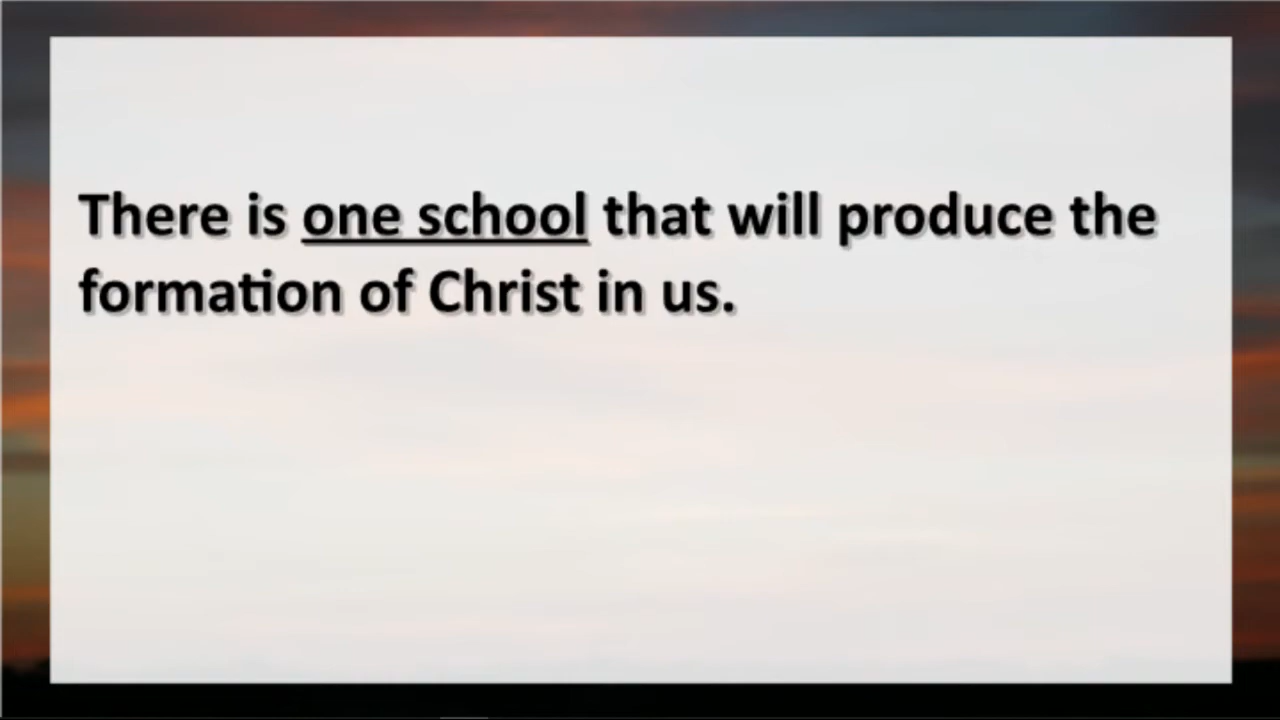 There is one school that will produce the
formation of Christ in us.